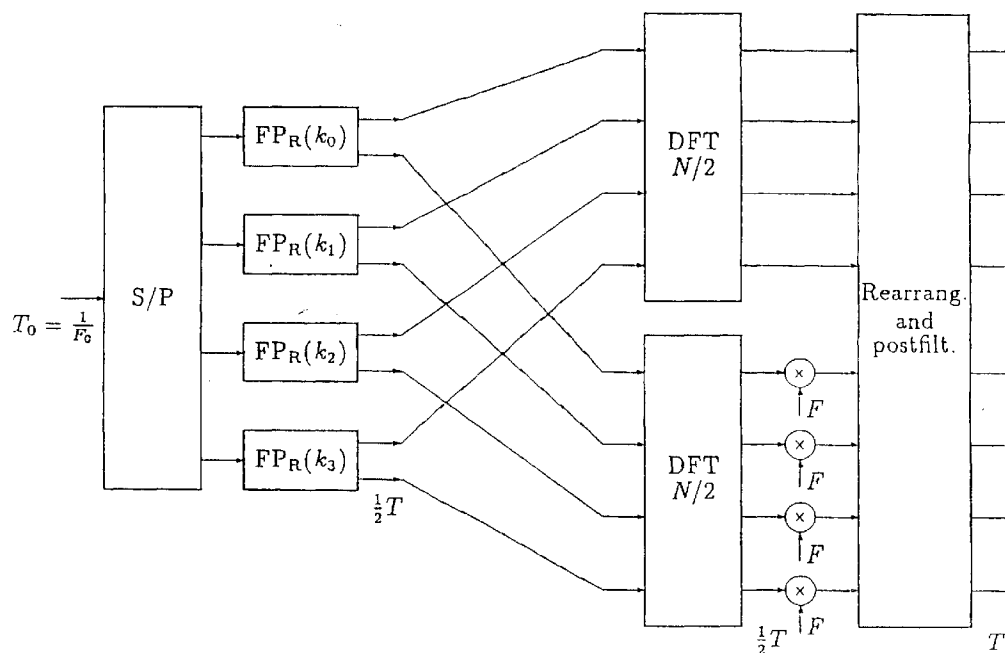 T₀ = 1/F₀
S/P
FP_R(k₀)
FP_R(k₁)
FP_R(k₂)
FP_R(k₃)
½T
DFT
N/2
DFT
N/2
×
F
×
F
×
F
×
F
½T
Rearrang.
and
postfilt.
T